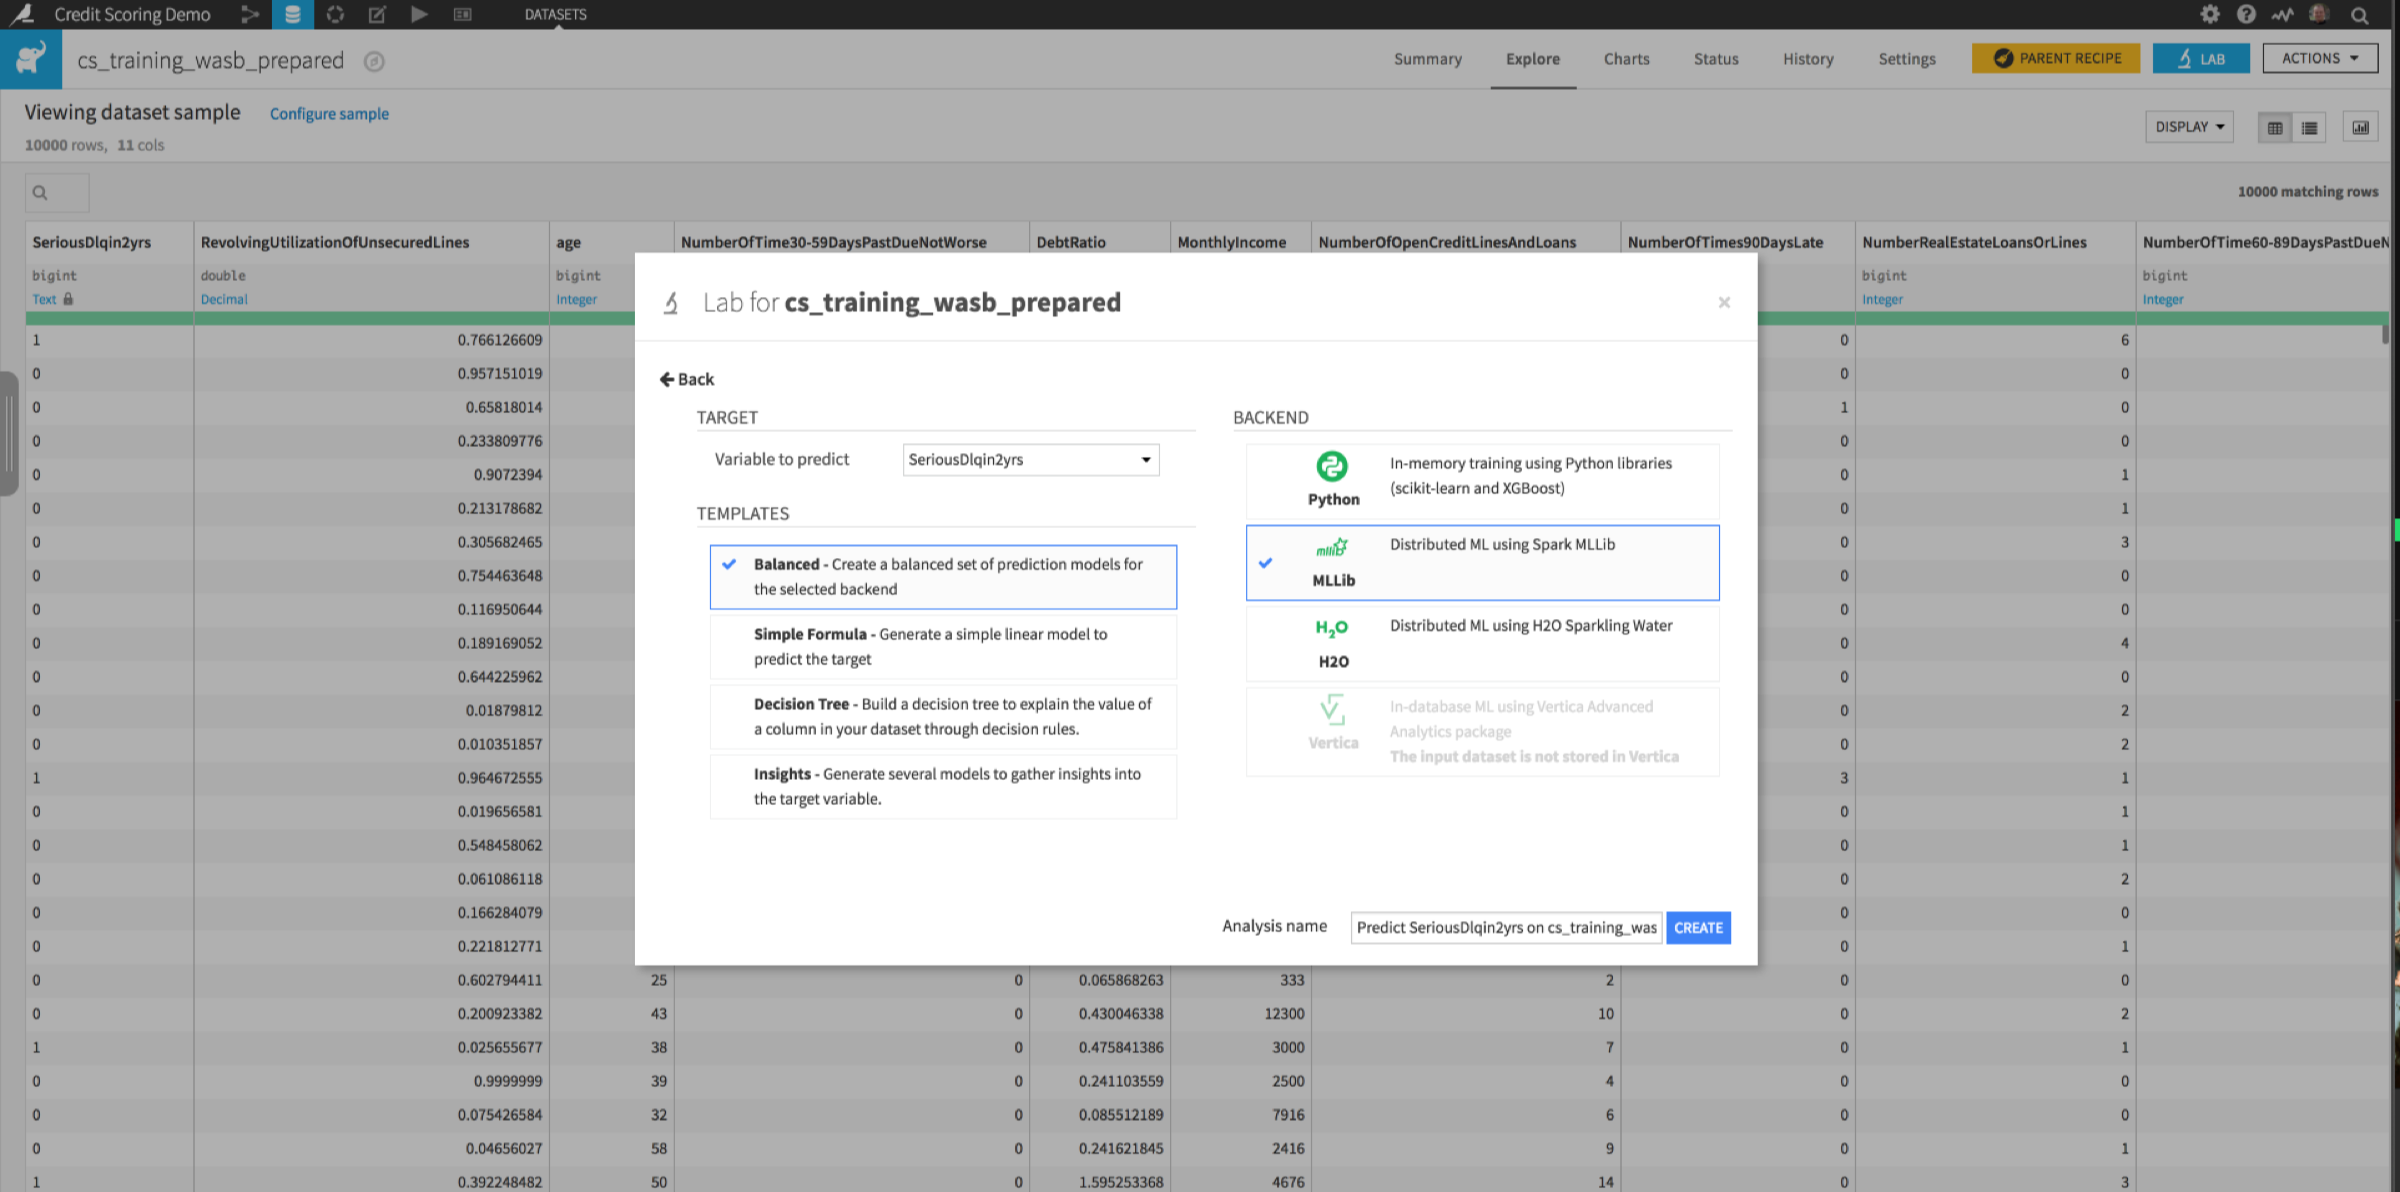 Credit Scoring Demo DATASETS
cs_training_wasb_prepared Summary Explore Charts Status History Settings PARENT RECIPE LAB ACTIONS
Viewing dataset sample Configure sample
10000 rows, 11 cols DISPLAY
10000 matching rows
SeriousDlqin2yrs RevolvingUtilizationOfUnsecuredLines age NumberOfTime30-59DaysPastDueNotWorse DebtRatio MonthlyIncome NumberOfOpenCreditLinesAndLoans NumberOfTimes90DaysLate NumberRealEstateLoansOrLines NumberOfTime60-89DaysPastDueN
bigint double bigint bigint bigint
Text Decimal Integer Integer Integer
1 0.766126609 0 6
0 0.957151019 0 0
0 0.65818014 1 0
0 0.233809776 0 0
0 0.9072394 0 1
0 0.213178682 0 1
0 0.305682465 0 3
0 0.754463648 0 0
0 0.116950644 0 0
0 0.189169052 0 4
0 0.644225962 0 0
0 0.01879812 0 2
0 0.010351857 0 2
1 0.964672555 3 1
0 0.019656581 0 1
0 0.548458062 0 1
0 0.061086118 0 2
0 0.166284079 0 0
0 0.221812771 0 1
0 0.602794411 25 0 0.065868263 333 2 0 0
0 0.200923382 43 0 0.430046338 12300 10 0 2
1 0.025655677 38 0 0.475841386 3000 7 0 1
0 0.9999999 39 0 0.241103559 2500 4 0 0
0 0.075426584 32 0 0.085512189 7916 6 0 0
0 0.04656027 58 0 0.241621845 2416 9 0 1
1 0.392248482 50 0 1.595253368 4676 14 0 3
Lab for cs_training_wasb_prepared ×
Back
TARGET
Variable to predict SeriousDlqin2yrs
TEMPLATES
Balanced - Create a balanced set of prediction models for
the selected backend
Simple Formula - Generate a simple linear model to
predict the target
Decision Tree - Build a decision tree to explain the value of
a column in your dataset through decision rules.
Insights - Generate several models to gather insights into
the target variable.
BACKEND
In-memory training using Python libraries
(scikit-learn and XGBoost)
Python
Distributed ML using Spark MLLib
mllib
MLLib
Distributed ML using H2O Sparkling Water
H2O
H2O
In-database ML using Vertica Advanced
Analytics package
Vertica
The input dataset is not stored in Vertica
Analysis name Predict SeriousDlqin2yrs on cs_training_was CREATE